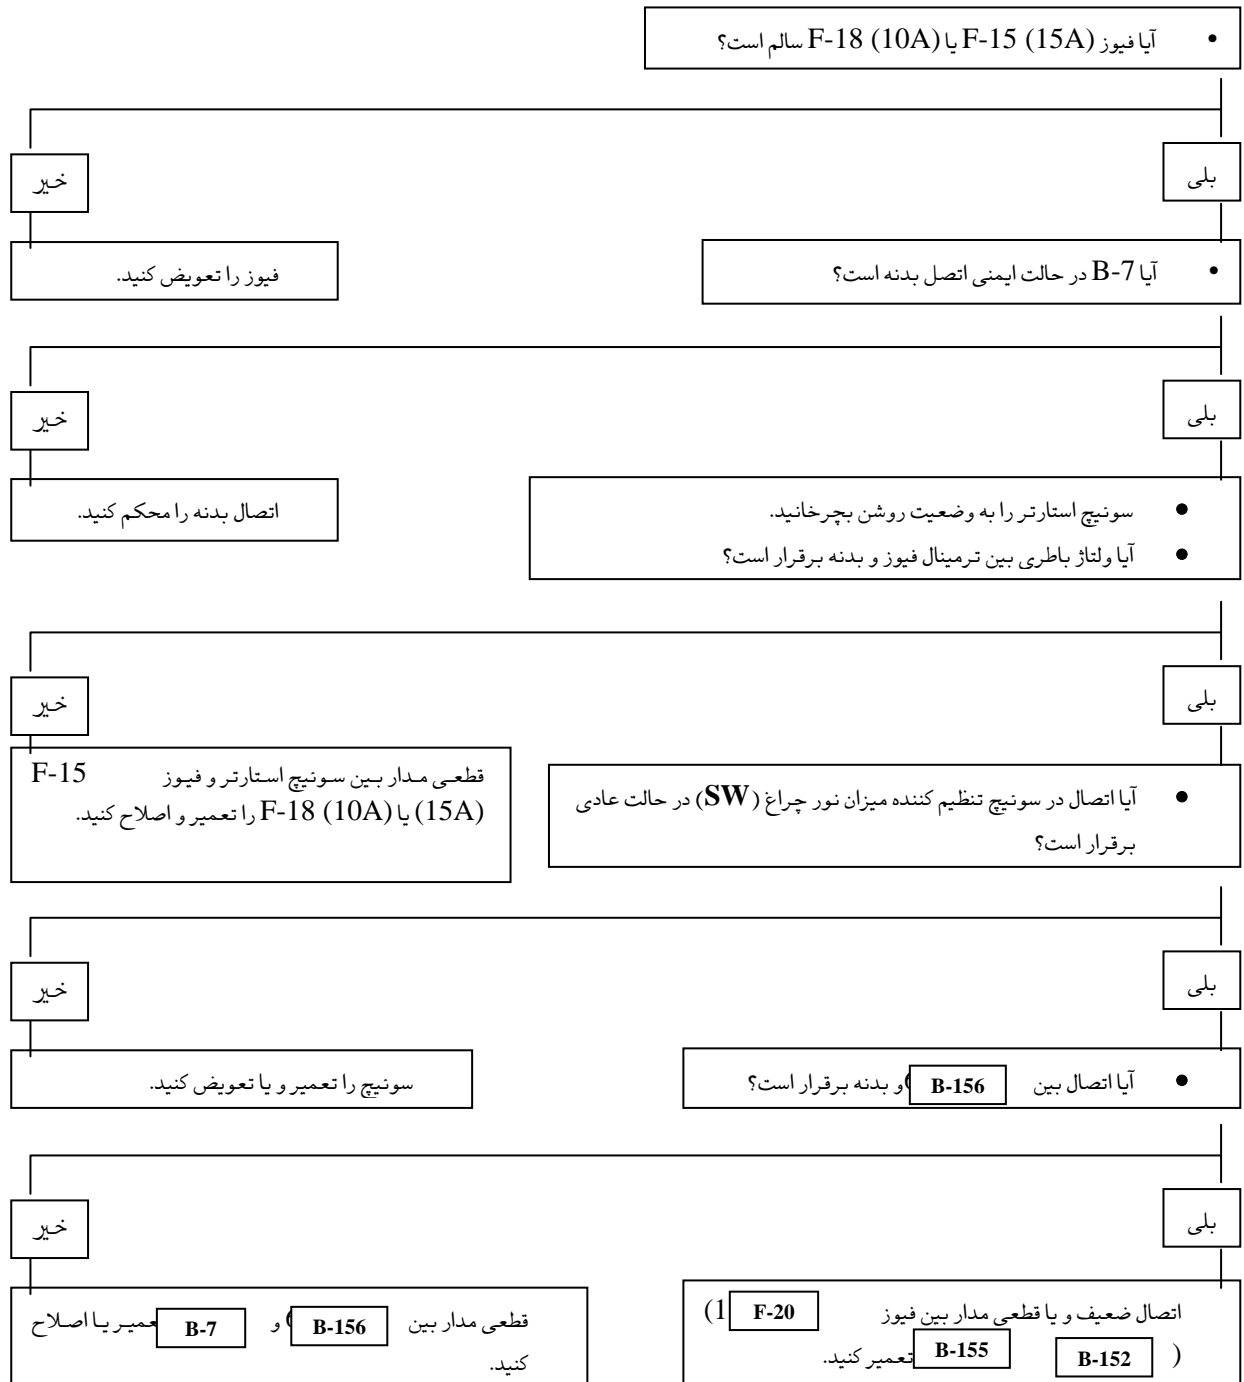 • آیا فیوز F-15 (15A) یا F-18 (10A) سالم است؟
بلی
خیر
• آیا B-7 در حالت ایمنی اتصل بدنه است؟
فیوز را تعویض کنید.
بلی
خیر
• سوئیچ استارتر را به وضعیت روشن بچرخانید.
• آیا ولتاژ باطری بین ترمینال فیوز و بدنه برقرار است؟
اتصال بدنه را محکم کنید.
بلی
خیر
• آیا اتصال در سوئیچ تنظیم کننده میزان نور چراغ (SW) در حالت عادی
برقرار است؟
قطعی مدار بین سوئیچ استارتر و فیوز F-15
(15A) یا F-18 (10A) را تعمیر و اصلاح کنید.
بلی
خیر
• آیا اتصال بین B-156 و بدنه برقرار است؟
سوئیچ را تعمیر و یا تعویض کنید.
بلی
خیر
اتصال ضعیف و یا قطعی مدار بین فیوز F-20 (1
( B-152 B-155 تعمیر کنید.
قطعی مدار بین B-156 و B-7 عمیر یا اصلاح
کنید.